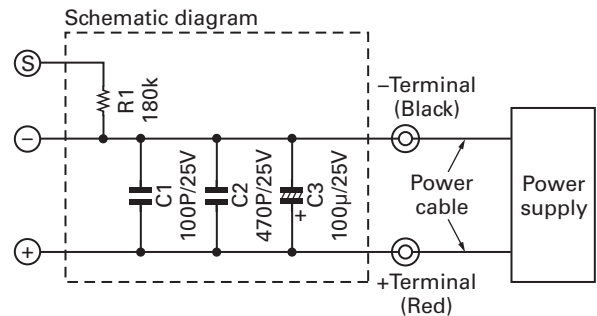 Schematic diagram
S
R1
180k
−Terminal
(Black)
−
C1
100P/25V
C2
470P/25V
+
C3
100µ/25V
Power
cable
Power
supply
+
+Terminal
(Red)